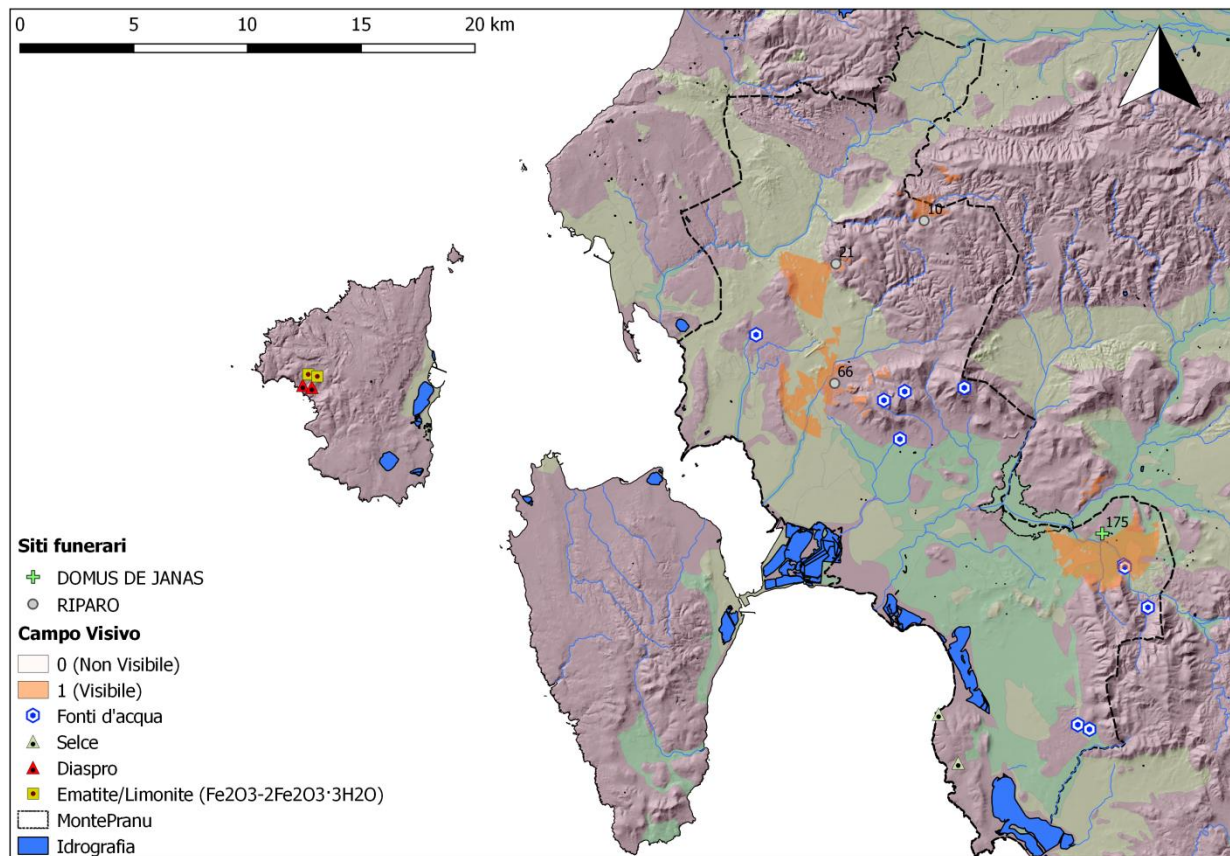 0 5 10 15 20 km
10
21
66
175
Siti funerari
DOMUS DE JANAS
RIPARO
Campo Visivo
0 (Non Visibile)
1 (Visibile)
Fonti d'acqua
Selce
Diaspro
Ematite/Limonite (Fe2O3-2Fe2O3·3H2O)
MontePranu
Idrografia